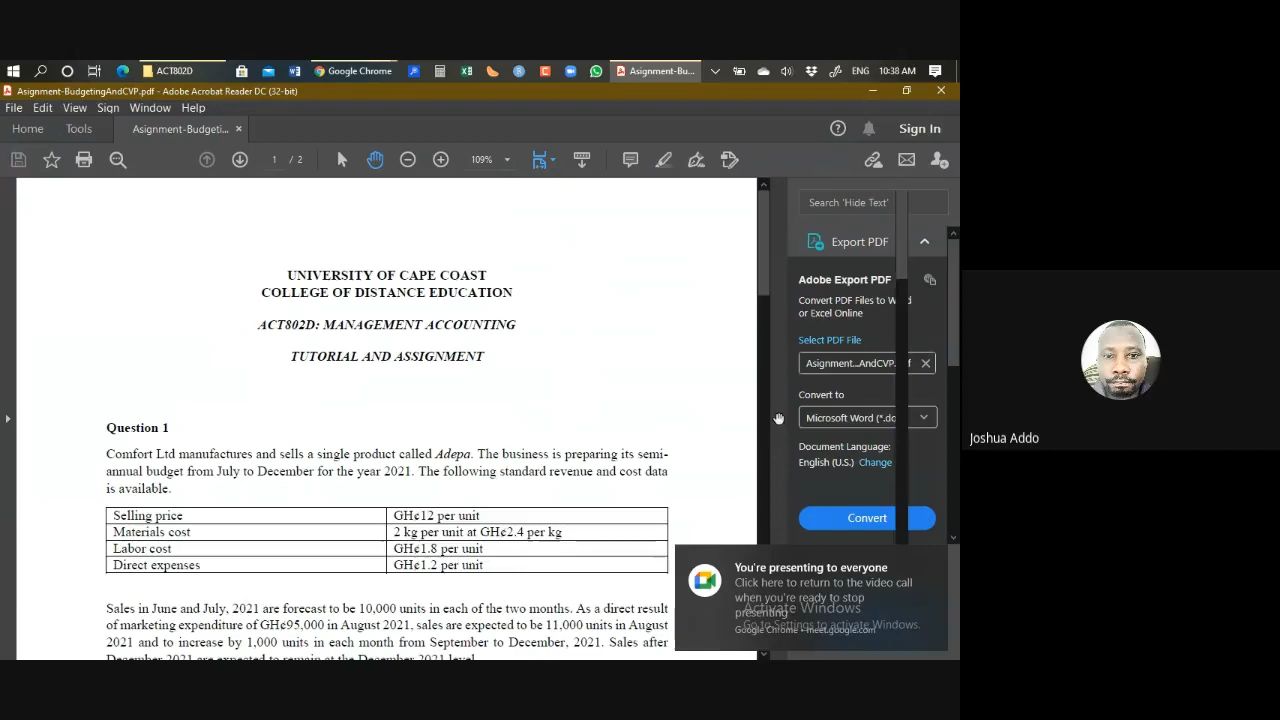 ACT802D
Google Chrome
Asignment-Bu...
ENG
10:38 AM
Asignment-BudgetingAndCVP.pdf - Adobe Acrobat Reader DC (32-bit)
File Edit View Sign Window Help
Home Tools Asignment-Budgeti... × Sign In
1 / 2 109%
UNIVERSITY OF CAPE COAST
COLLEGE OF DISTANCE EDUCATION
ACT802D: MANAGEMENT ACCOUNTING
TUTORIAL AND ASSIGNMENT
Question 1
Comfort Ltd manufactures and sells a single product called Adepa. The business is preparing its semi-
annual budget from July to December for the year 2021. The following standard revenue and cost data
is available.
Selling price GH¢12 per unit
Materials cost 2 kg per unit at GH¢2.4 per kg
Labor cost GH¢1.8 per unit
Direct expenses GH¢1.2 per unit
Sales in June and July, 2021 are forecast to be 10,000 units in each of the two months. As a direct result
of marketing expenditure of GH¢95,000 in August 2021, sales are expected to be 11,000 units in August
2021 and to increase by 1,000 units in each month from September to December, 2021. Sales after
December 2021 are expected to remain at the December 2021 level.
Search 'Hide Text'
Export PDF
Adobe Export PDF
Convert PDF Files to Word
or Excel Online
Select PDF File
Asignment...AndCVP.
Convert to
Microsoft Word (*.do
Document Language:
English (U.S.) Change
Convert
You're presenting to everyone
Click here to return to the video call
when you're ready to stop
presenting
Google Chrome • meet.google.com
Activate Windows
Go to Settings to activate Windows.
Joshua Addo